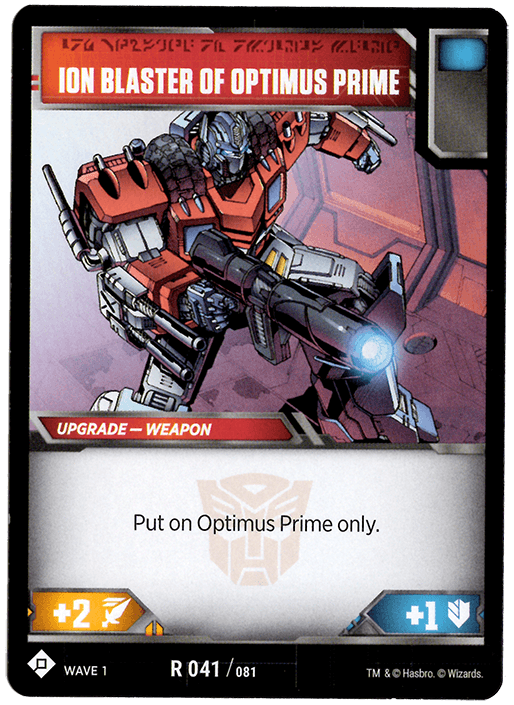 ION BLASTER OF OPTIMUS PRIME
UPGRADE — WEAPON
Put on Optimus Prime only.
+2
+1
WAVE 1
R 041 / 081
TM & © Hasbro. © Wizards.